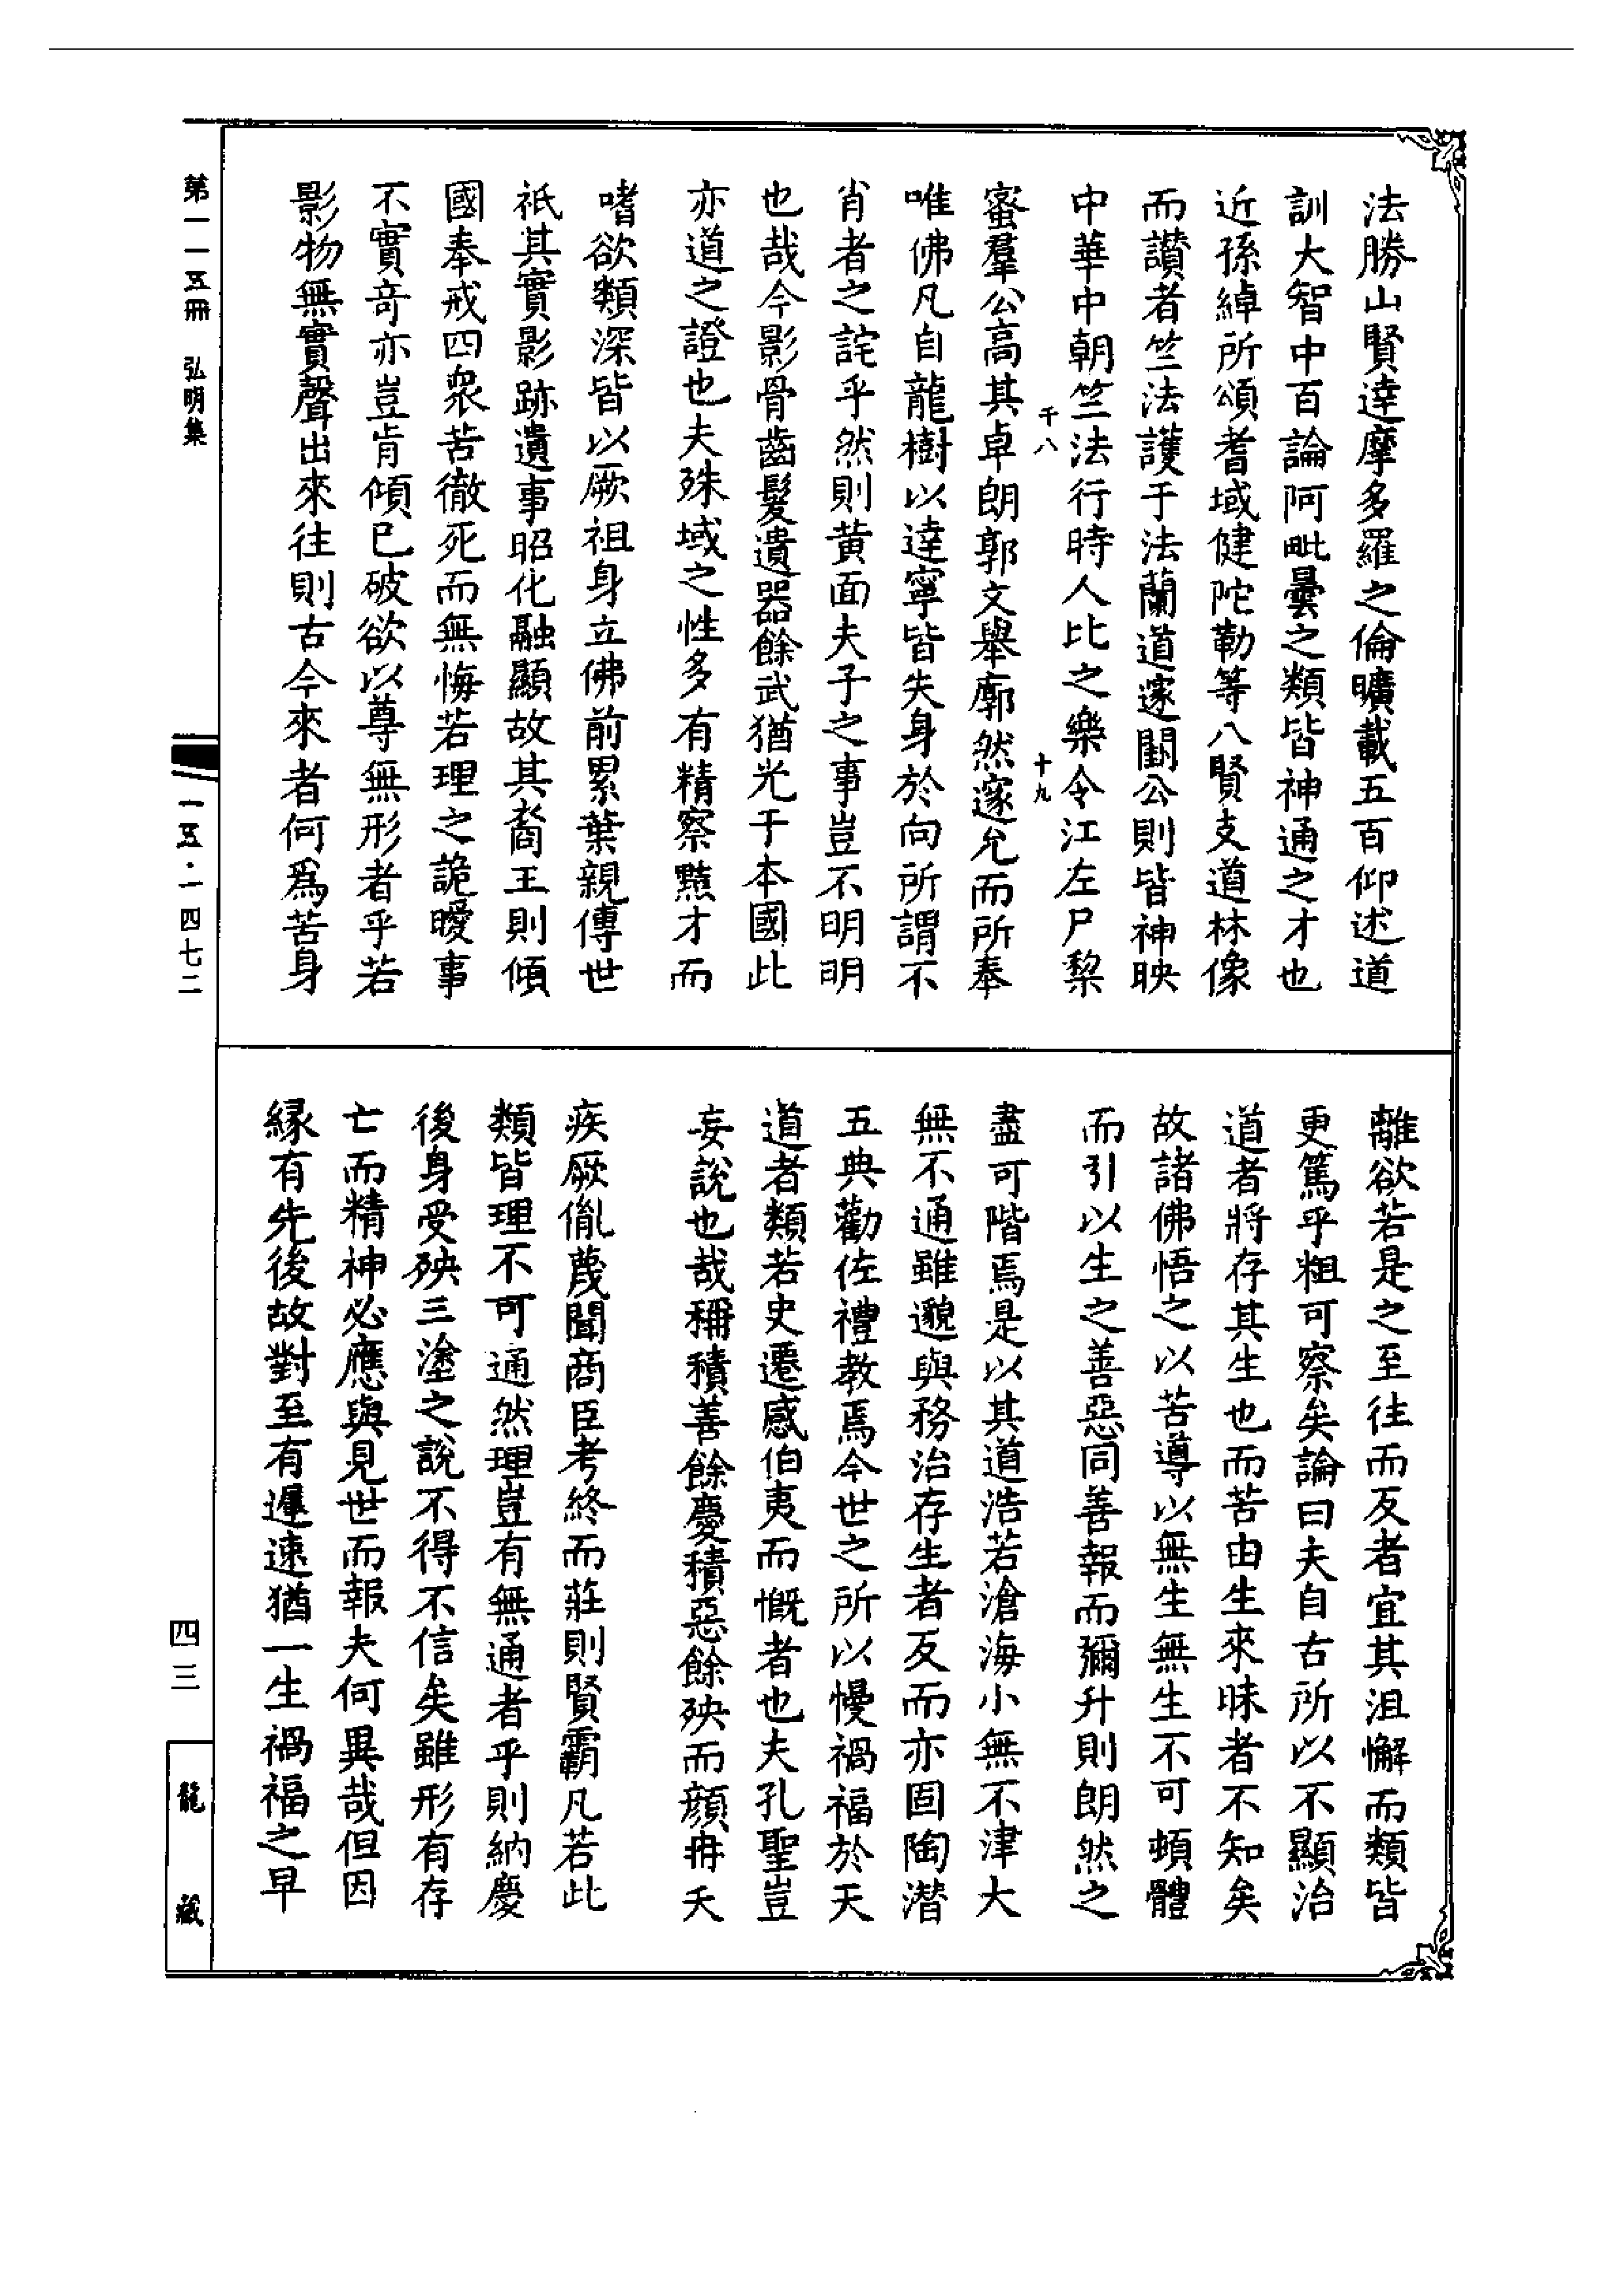 法勝山賢達摩多羅之倫曠載五百仰述道
訓大智中百論阿毗曇之類皆神通之才也
近孫綽所頌耆域健陀勒等八賢支道林像
而讚者竺法護于法蘭道邃闕公則皆神映
中華中朝竺法行時人比之樂令江左尸梨
千八
十九
蜜羣公高其卓朗郭文舉廓然邃允而所奉
唯佛凡自龍樹以達寧皆失身於向所謂不
肖者之詫乎然則黄面夫子之事豈不明明
也哉今影骨齒髮遺器餘武猶光于本國此
亦道之證也夫殊域之性多有精察黠才而
嗜欲類深皆以厥祖身立佛前累葉親傳世
祇其實影跡遺事昭化融顯故其裔王則傾
國奉戒四衆苦徹死而無悔若理之詭曖事
不實奇亦豈肯傾已破欲以尊無形者乎若
影物無實聲出來往則古今來者何爲苦身
離欲若是之至往而反者宜其沮懈而類皆
更篤乎粗可察矣論曰夫自古所以不顯治
道者將存其生也而苦由生來昧者不知矣
故諸佛悟之以苦導以無生無生不可頓體
而引以生之善惡同善報而彌升則朗然之
盡可階焉是以其道浩若滄海小無不津大
無不通雖邈與務治存生者反而亦固陶潛
五典勸佐禮教焉今世之所以慢禍福於天
道者類若史遷感伯夷而慨者也夫孔聖豈
妄說也哉稱積善餘慶積惡餘殃而顔冉夭
疾厥胤蔑聞商臣考終而莊則賢霸凡若此
類皆理不可通然理豈有無通者乎則納慶
後身受殃三塗之說不得不信矣雖形有存
亡而精神必應與見世而報夫何異哉但因
縁有先後故對至有遲速猶一生禍福之早
第一一五冊 弘明集
一一五·一四七二
四三
龍藏